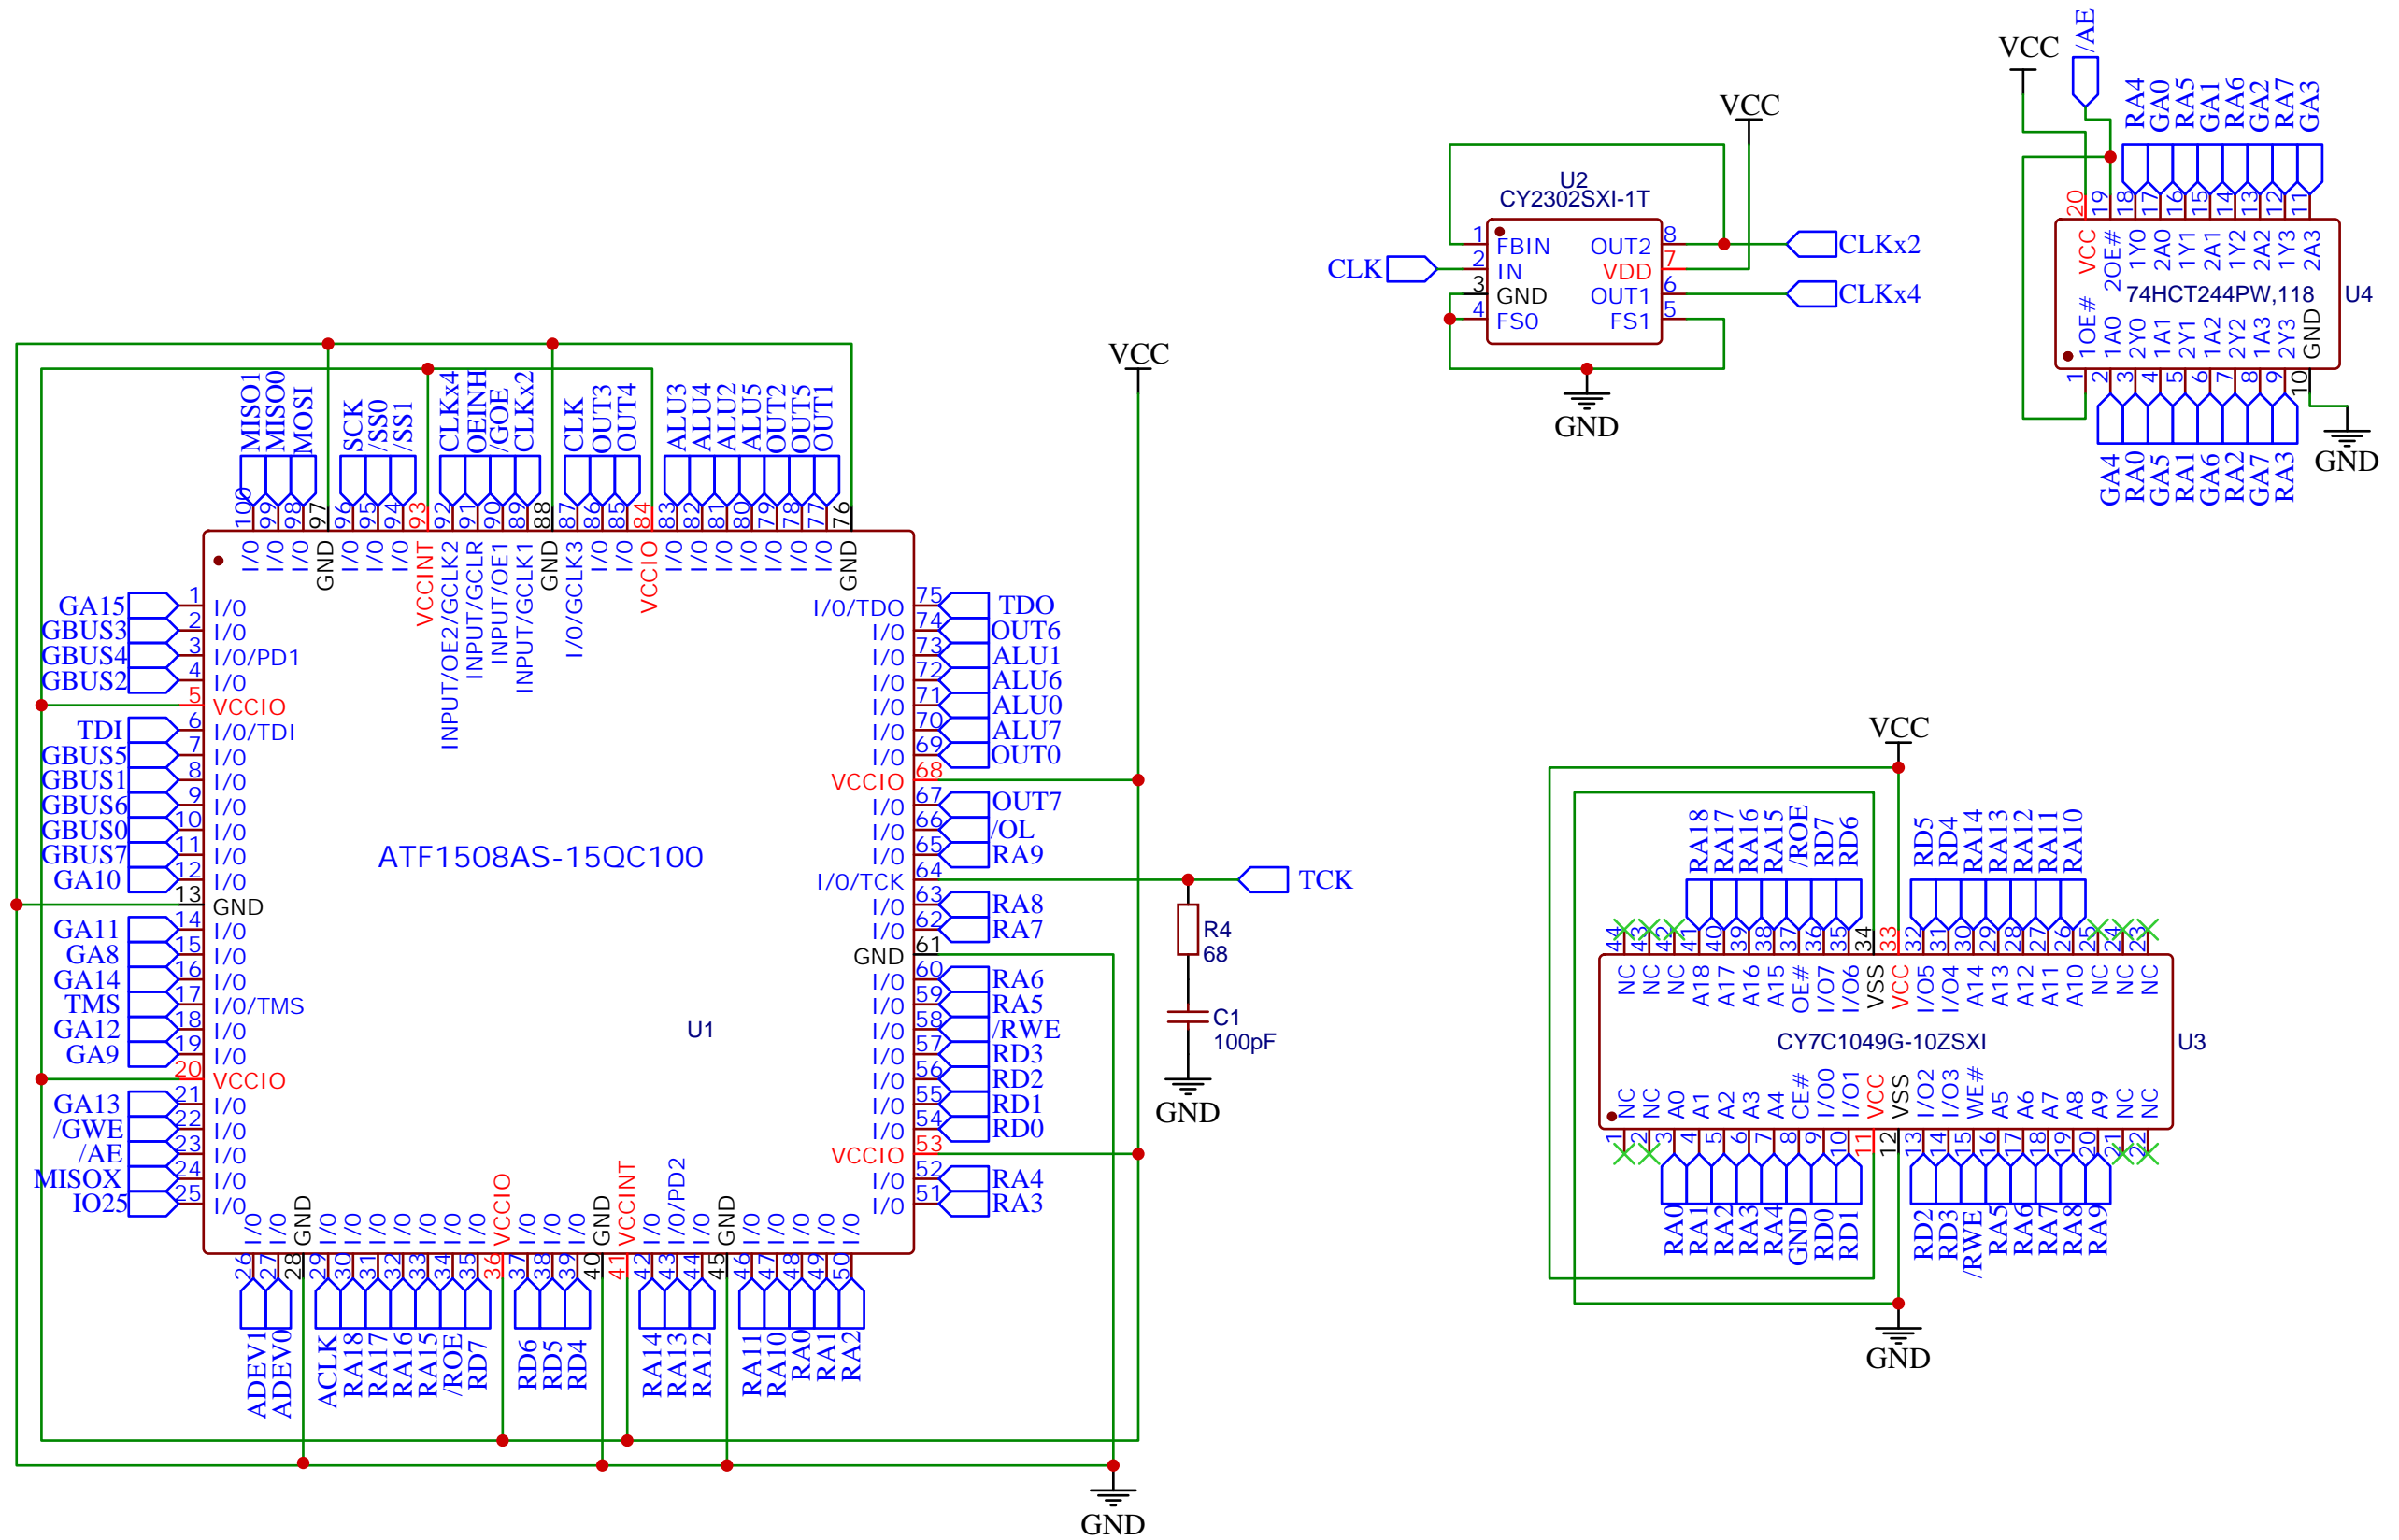 /AE
VCC
RA4
GA0
RA5
GA1
RA6
GA2
RA7
GA3
20
19
18
17
16
15
14
13
12
11
VCC
2OE#
1Y0
2A0
1Y1
2A1
1Y2
2A2
1Y3
2A3
74HCT244PW,118
U4
1OE#
1A0
2Y0
1A1
2Y1
1A2
2Y2
1A3
2Y3
GND
1
2
3
4
5
6
7
8
9
10
GA4
RA0
GA5
RA1
GA6
RA2
GA7
RA3
GND
VCC
U2
CY2302SXI-1T
CLK
1 FBIN OUT2 8 CLKx2
2 IN VDD 7
3 GND OUT1 6 CLKx4
4 FS0 FS1 5
GND
VCC
MISO1
MISO0
MOSI
SCK
/SS0
/SS1
CLKx4
OEINH
/GOE
CLKx2
CLK
OUT3
OUT4
ALU3
ALU4
ALU2
ALU5
OUT2
OUT5
OUT1
100
99
98
97
96
95
94
93
92
91
90
89
88
87
86
85
84
83
82
81
80
79
78
77
76
I/O
I/O
I/O
GND
I/O
I/O
I/O
VCCINT
INPUT/OE2/GCLK2
INPUT/GCLR
INPUT/OE1
INPUT/GCLK1
GND
I/O/GCLK3
I/O
I/O
VCCIO
I/O
I/O
I/O
I/O
I/O
I/O
I/O
GND
GA15 1 I/O
GBUS3 2 I/O
GBUS4 3 I/O/PD1
GBUS2 4 I/O
5 VCCIO
TDI 6 I/O/TDI
GBUS5 7 I/O
GBUS1 8 I/O
GBUS6 9 I/O
GBUS0 10 I/O
GBUS7 11 I/O
GA10 12 I/O
13 GND
GA11 14 I/O
GA8 15 I/O
GA14 16 I/O
TMS 17 I/O/TMS
GA12 18 I/O
GA9 19 I/O
20 VCCIO
GA13 21 I/O
/GWE 22 I/O
/AE 23 I/O
MISOX 24 I/O
IO25 25 I/O
ATF1508AS-15QC100
U1
I/O/TDO 75 TDO
I/O 74 OUT6
I/O 73 ALU1
I/O 72 ALU6
I/O 71 ALU0
I/O 70 ALU7
I/O 69 OUT0
VCCIO 68
I/O 67 OUT7
I/O 66 /OL
I/O 65 RA9
I/O/TCK 64 TCK
I/O 63 RA8
I/O 62 RA7
GND 61
I/O 60 RA6
I/O 59 RA5
I/O 58 /RWE
I/O 57 RD3
I/O 56 RD2
I/O 55 RD1
I/O 54 RD0
VCCIO 53
I/O 52 RA4
I/O 51 RA3
R4
68
C1
100pF
GND
I/O
I/O
GND
I/O
I/O
I/O
I/O
I/O
I/O
I/O
VCCIO
I/O
I/O
I/O
GND
VCCINT
I/O
I/O/PD2
I/O
GND
I/O
I/O
I/O
I/O
I/O
26
27
28
29
30
31
32
33
34
35
36
37
38
39
40
41
42
43
44
45
46
47
48
49
50
ADEV1
ADEV0
ACLK
RA18
RA17
RA16
RA15
/ROE
RD7
RD6
RD5
RD4
RA14
RA13
RA12
RA11
RA10
RA0
RA1
RA2
GND
VCC
RA18
RA17
RA16
RA15
/ROE
RD7
RD6
RD5
RD4
RA14
RA13
RA12
RA11
RA10
44
43
42
41
40
39
38
37
36
35
34
33
32
31
30
29
28
27
26
25
24
23
NC
NC
NC
A18
A17
A16
A15
OE#
I/O7
I/O6
VSS
VCC
I/O5
I/O4
A14
A13
A12
A11
A10
NC
NC
NC
CY7C1049G-10ZSXI
U3
NC
NC
A0
A1
A2
A3
A4
CE#
I/O0
I/O1
VCC
VSS
I/O2
I/O3
WE#
A5
A6
A7
A8
A9
NC
NC
1
2
3
4
5
6
7
8
9
10
11
12
13
14
15
16
17
18
19
20
21
22
RA0
RA1
RA2
RA3
RA4
GND
RD0
RD1
RD2
RD3
/RWE
RA5
RA6
RA7
RA8
RA9
GND